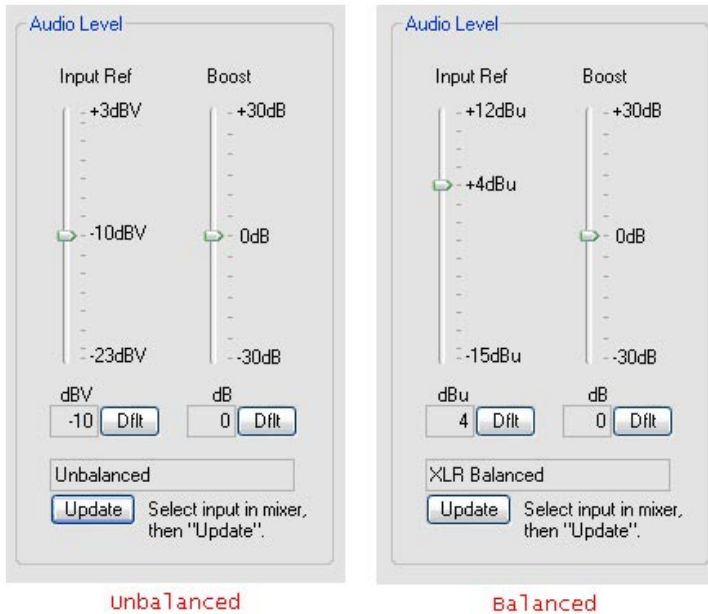 Audio Level
Input Ref Boost
+3dBV +30dB
-10dBV 0dB
-23dBV -30dB
dBV dB
-10 Dflt 0 Dflt
Unbalanced
Update Select input in mixer,
then "Update".
Unbalanced
Audio Level
Input Ref Boost
+12dBu +30dB
+4dBu
0dB
-15dBu -30dB
dBu dB
4 Dflt 0 Dflt
XLR Balanced
Update Select input in mixer,
then "Update".
Balanced